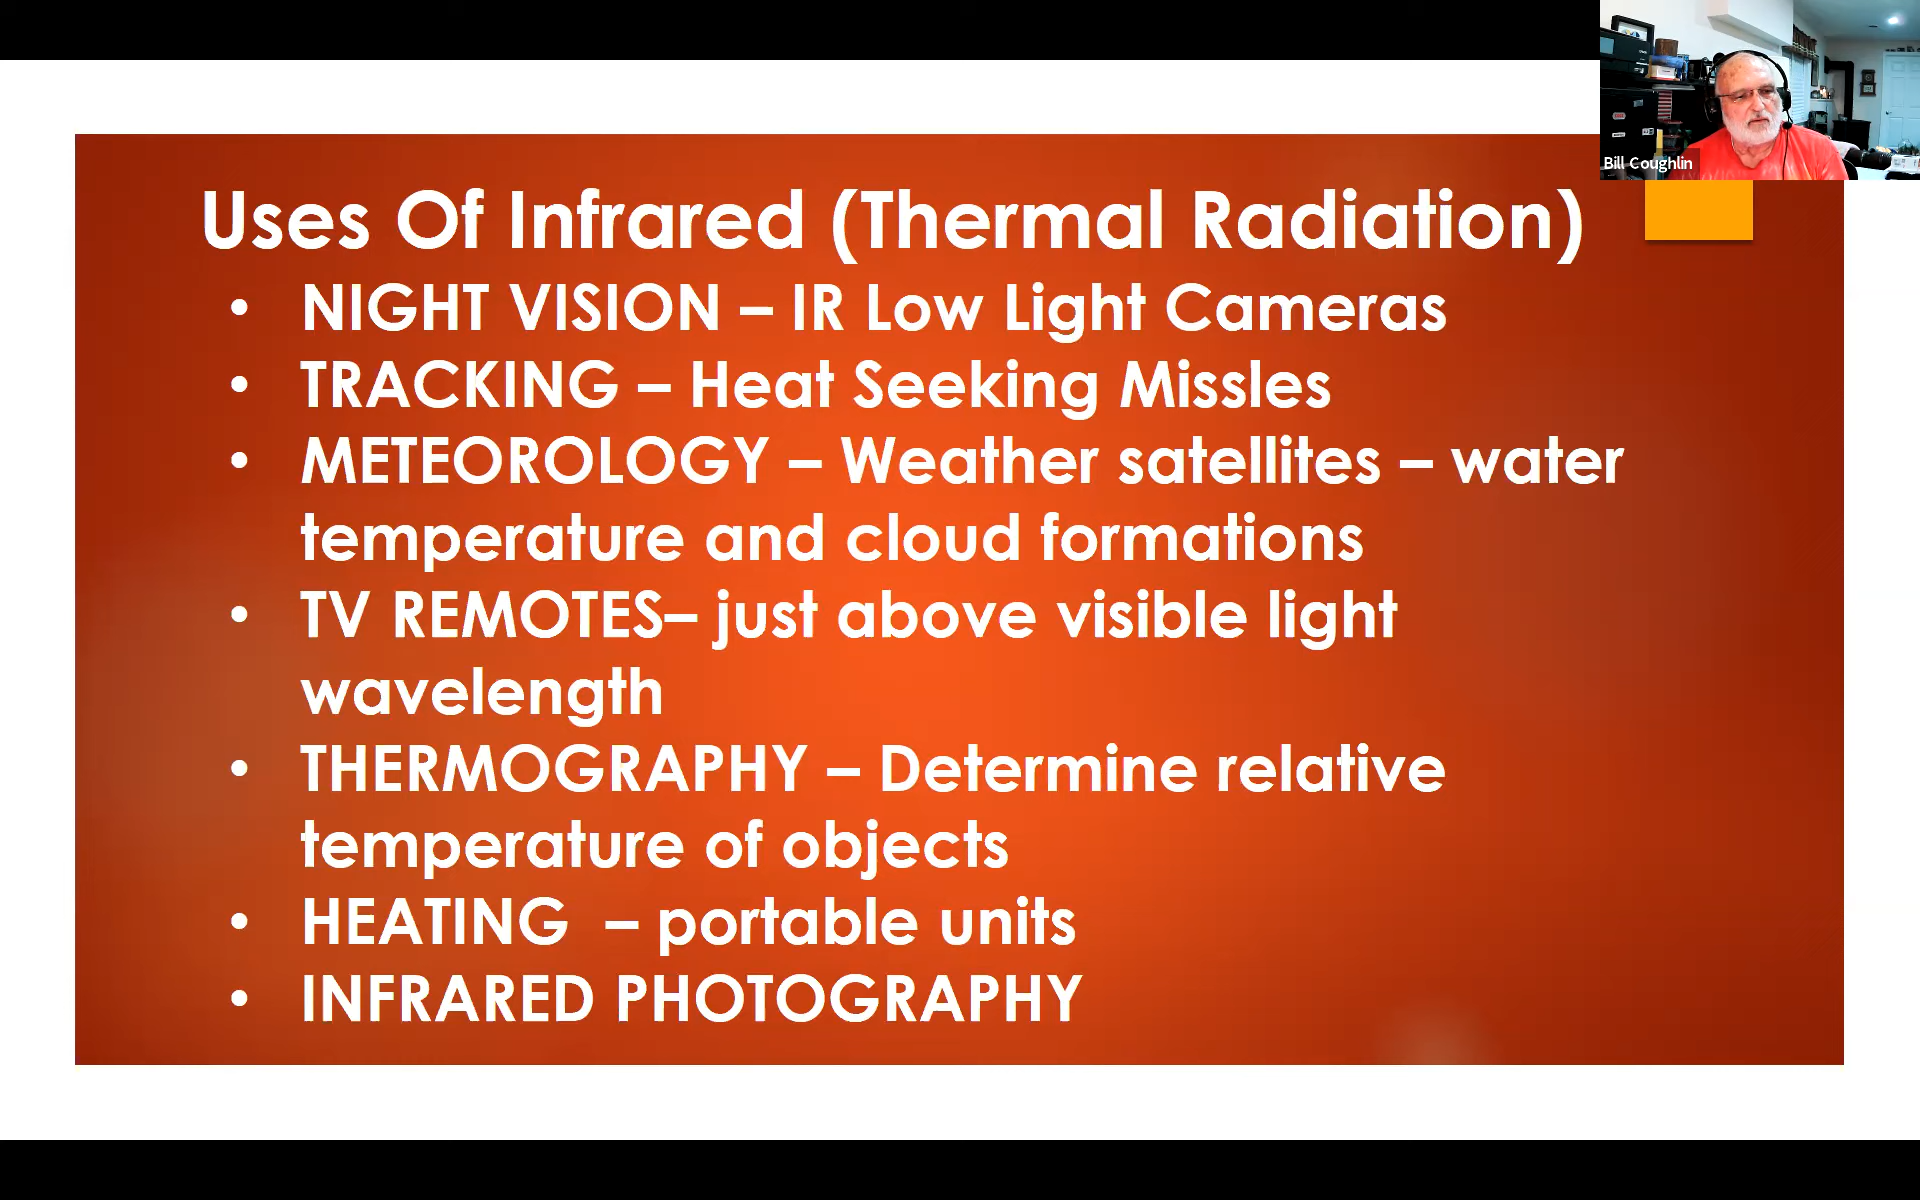 Bill Coughlin
Uses Of Infrared (Thermal Radiation)
• NIGHT VISION – IR Low Light Cameras
• TRACKING – Heat Seeking Missles
• METEOROLOGY – Weather satellites – water
temperature and cloud formations
• TV REMOTES– just above visible light
wavelength
• THERMOGRAPHY – Determine relative
temperature of objects
• HEATING – portable units
• INFRARED PHOTOGRAPHY